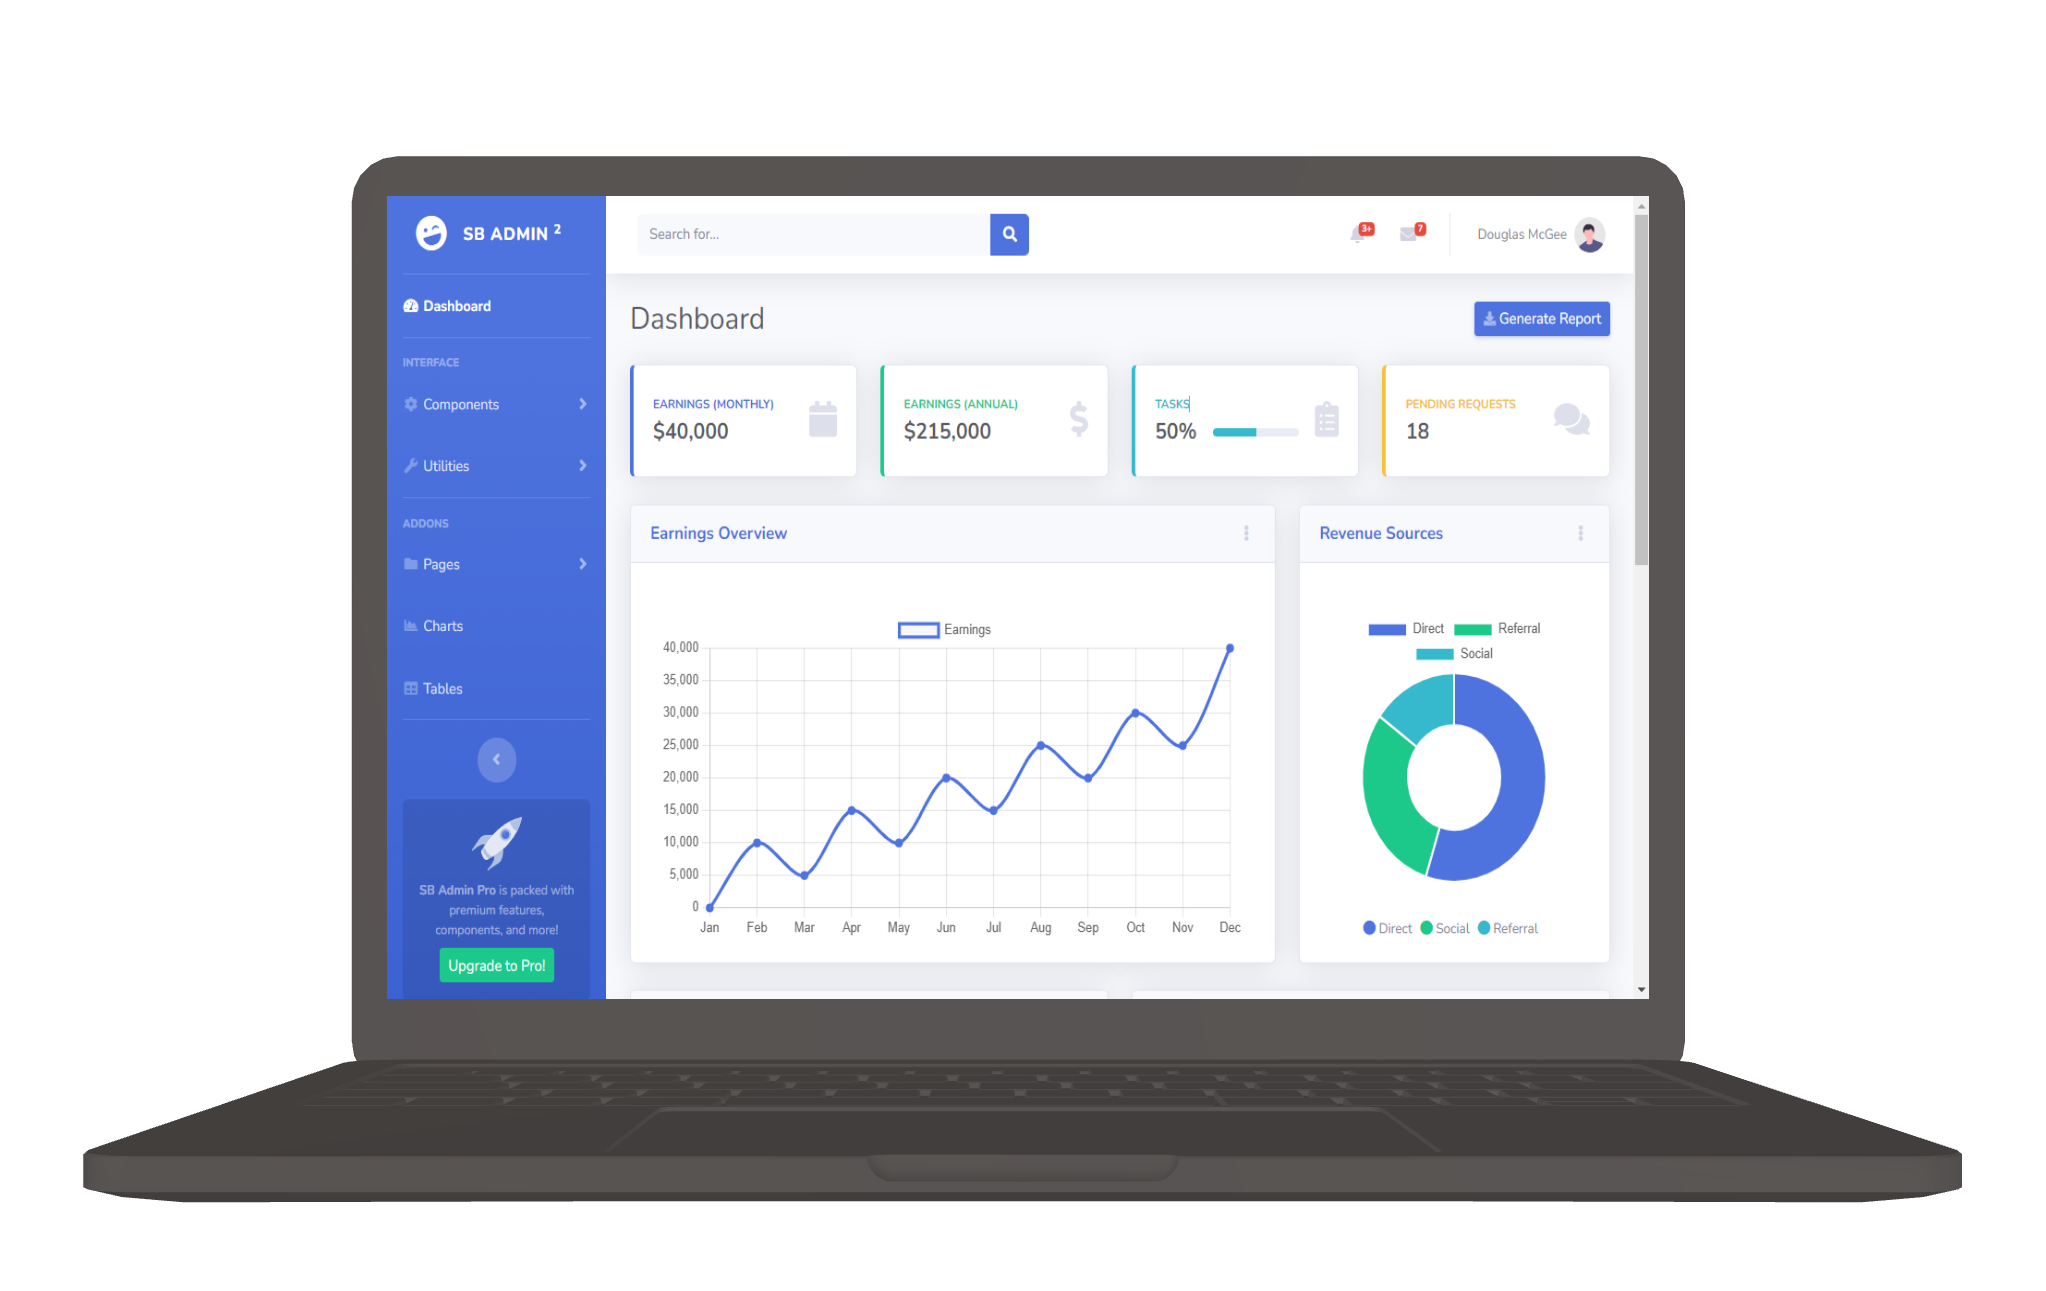 SB ADMIN 2
Search for...
3+
7
Douglas McGee
Dashboard
INTERFACE
Components
Utilities
ADDONS
Pages
Charts
Tables
SB Admin Pro is packed with
premium features,
components, and more!
Upgrade to Pro!
Dashboard
Generate Report
EARNINGS (MONTHLY)
$40,000
EARNINGS (ANNUAL)
$215,000
TASKS
50%
PENDING REQUESTS
18
Earnings Overview
Earnings
40,000
35,000
30,000
25,000
20,000
15,000
10,000
5,000
0
Jan Feb Mar Apr May Jun Jul Aug Sep Oct Nov Dec
Revenue Sources
Direct Referral
Social
Direct Social Referral